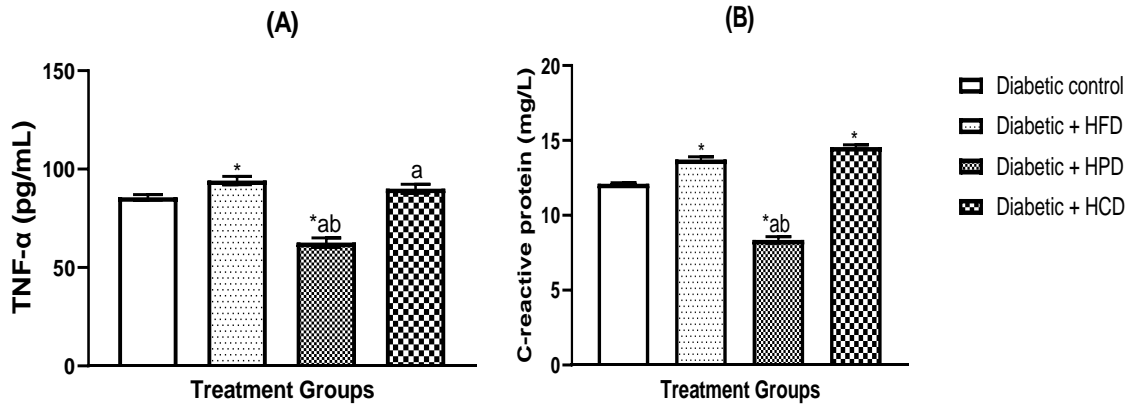 (A)
TNF-α (pg/mL)
150
100
50
0
*
*ab
a
Treatment Groups
(B)
C-reactive protein (mg/L)
20
15
10
5
0
*
*ab
*
Treatment Groups
Diabetic control
Diabetic + HFD
Diabetic + HPD
Diabetic + HCD